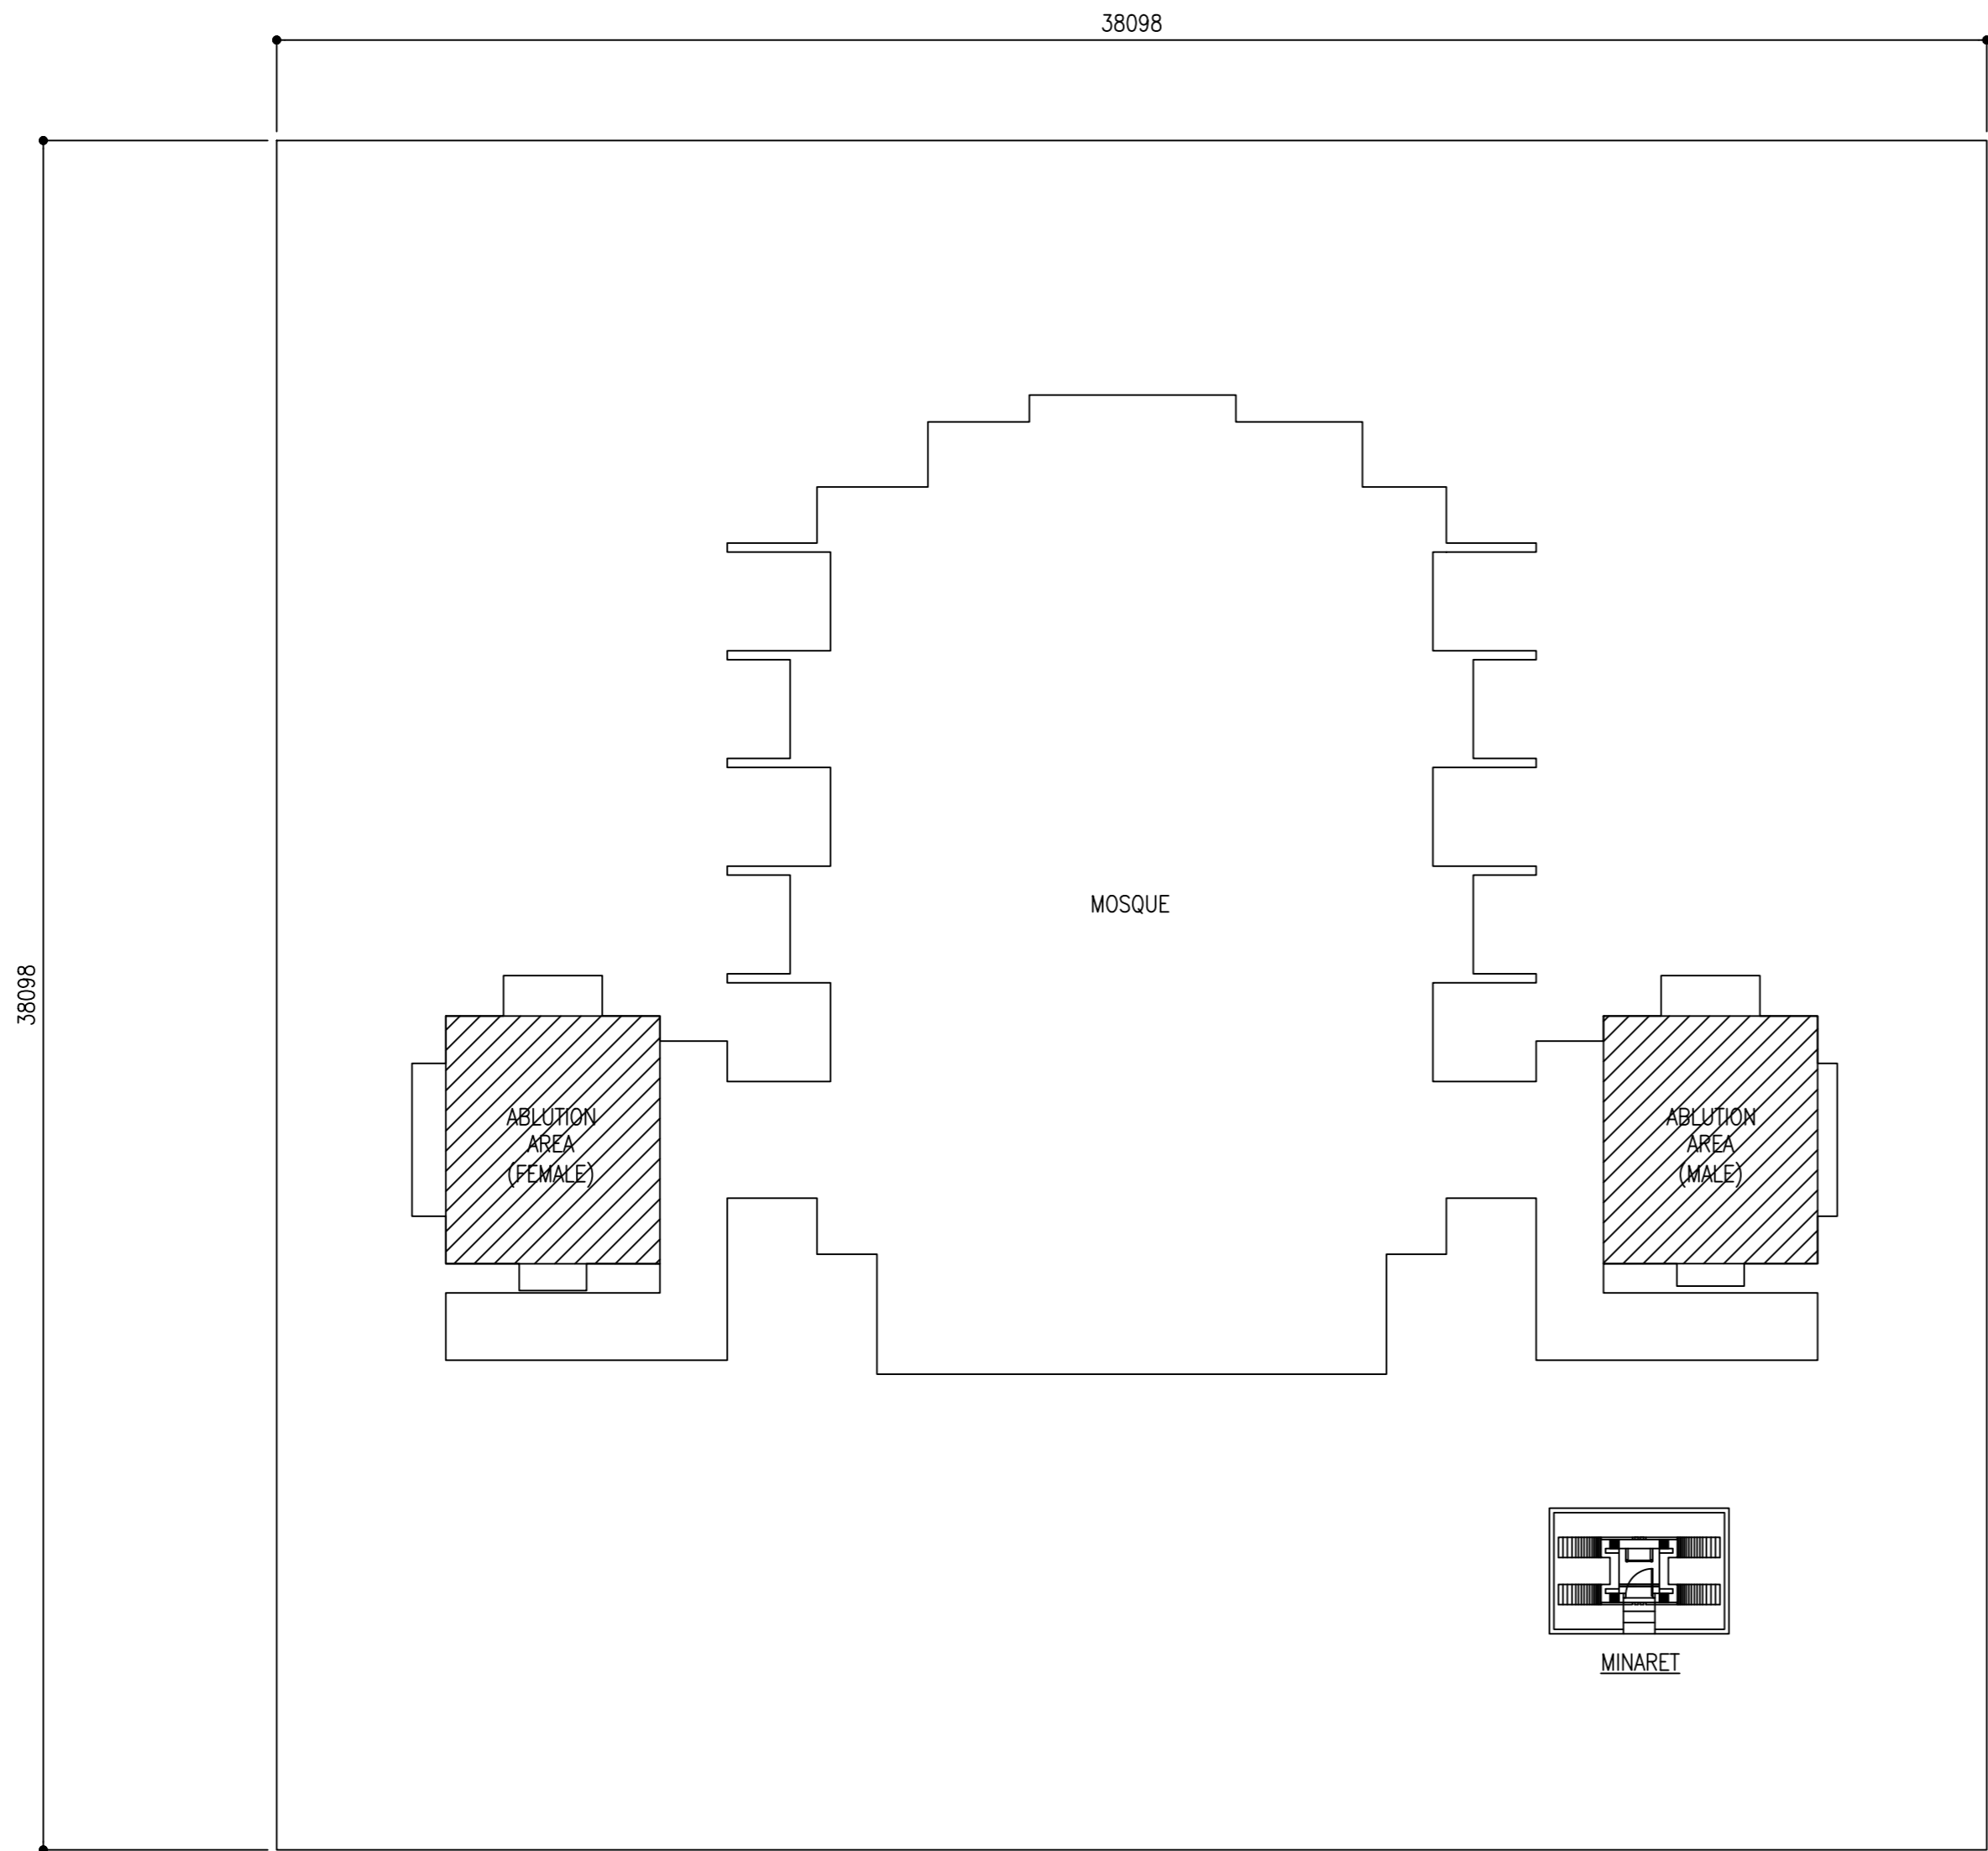 38098
38098
MOSQUE
ABLUTION
AREA
(FEMALE)
ABLUTION
AREA
(MALE)
MINARET